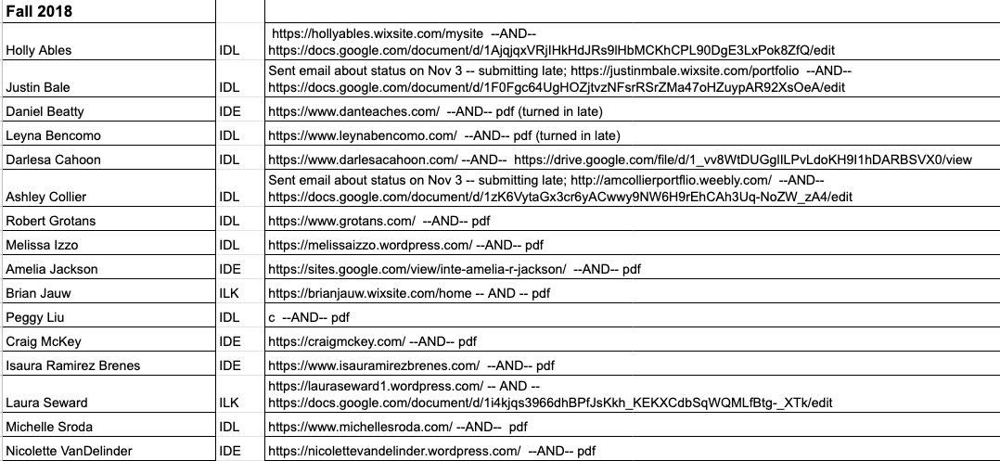 Fall 2018
Holly Ables IDL https://hollyables.wixsite.com/mysite --AND--
https://docs.google.com/document/d/1AjqjqxVRjIHkHdJRs9lHbMCKhCPL90DgE3LxPok8ZfQ/edit
Justin Bale IDL Sent email about status on Nov 3 -- submitting late; https://justinmbale.wixsite.com/portfolio --AND--
https://docs.google.com/document/d/1F0Fgc64UgHOZjtvzNFsrRSrZMa47oHZuypAR92XsOeA/edit
Daniel Beatty IDE https://www.danteaches.com/ --AND-- pdf (turned in late)
Leyna Bencomo IDL https://www.leynabencomo.com/ --AND-- pdf (turned in late)
Darlesa Cahoon IDL https://www.darlesacahoon.com/ --AND-- https://drive.google.com/file/d/1_vv8WtDUGglILPvLdoKH9I1hDARBSVX0/view
Ashley Collier IDL Sent email about status on Nov 3 -- submitting late; http://amcollierportflio.weebly.com/ --AND--
https://docs.google.com/document/d/1zK6VytaGx3cr6yACwwy9NW6H9rEhCAh3Uq-NoZW_zA4/edit
Robert Grotans IDL https://www.grotans.com/ --AND-- pdf
Melissa Izzo IDL https://melissaizzo.wordpress.com/ --AND-- pdf
Amelia Jackson IDE https://sites.google.com/view/inte-amelia-r-jackson/ --AND-- pdf
Brian Jauw ILK https://brianjauw.wixsite.com/home -- AND -- pdf
Peggy Liu IDL c --AND-- pdf
Craig McKey IDE https://craigmckey.com/ --AND-- pdf
Isaura Ramirez Brenes IDE https://www.isauramirezbrenes.com/ --AND-- pdf
Laura Seward ILK https://lauraseward1.wordpress.com/ -- AND --
https://docs.google.com/document/d/1i4kjqs3966dhBPfJsKkh_KEKXCdbSqWQMLfBtg-_XTk/edit
Michelle Sroda IDL https://www.michellesroda.com/ --AND-- pdf
Nicolette VanDelinder IDE https://nicolettevandelinder.wordpress.com/ --AND-- pdf